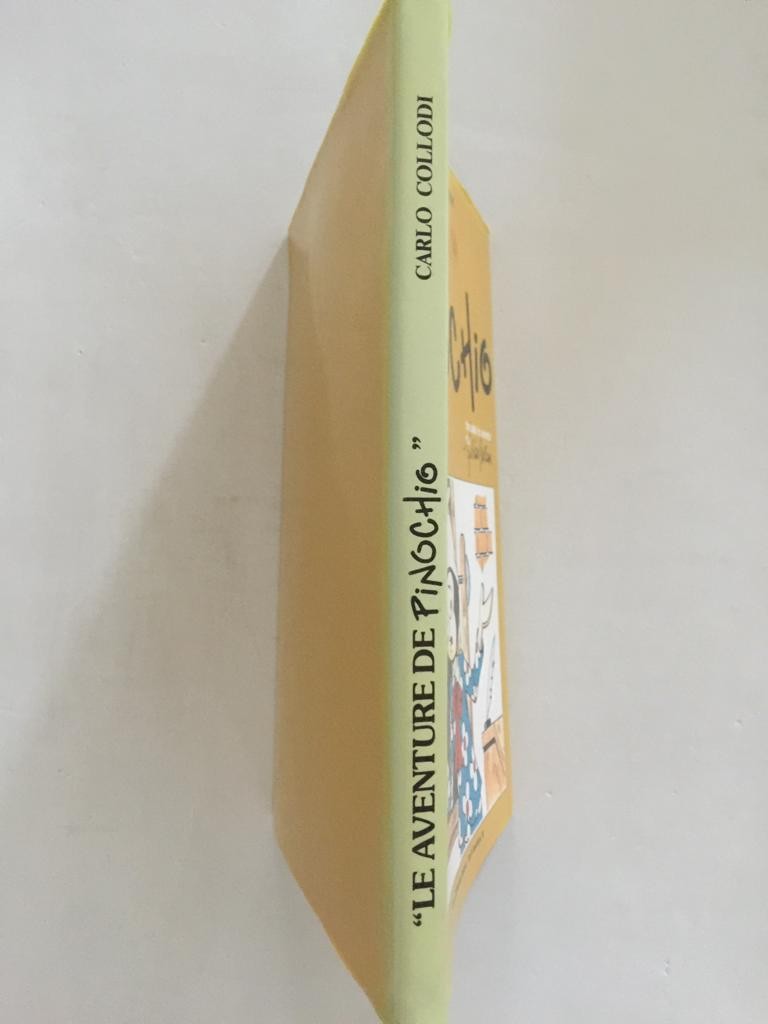 “LE AVENTURE DE PiNOCHiO”
CARLO COLLODI
CHiO